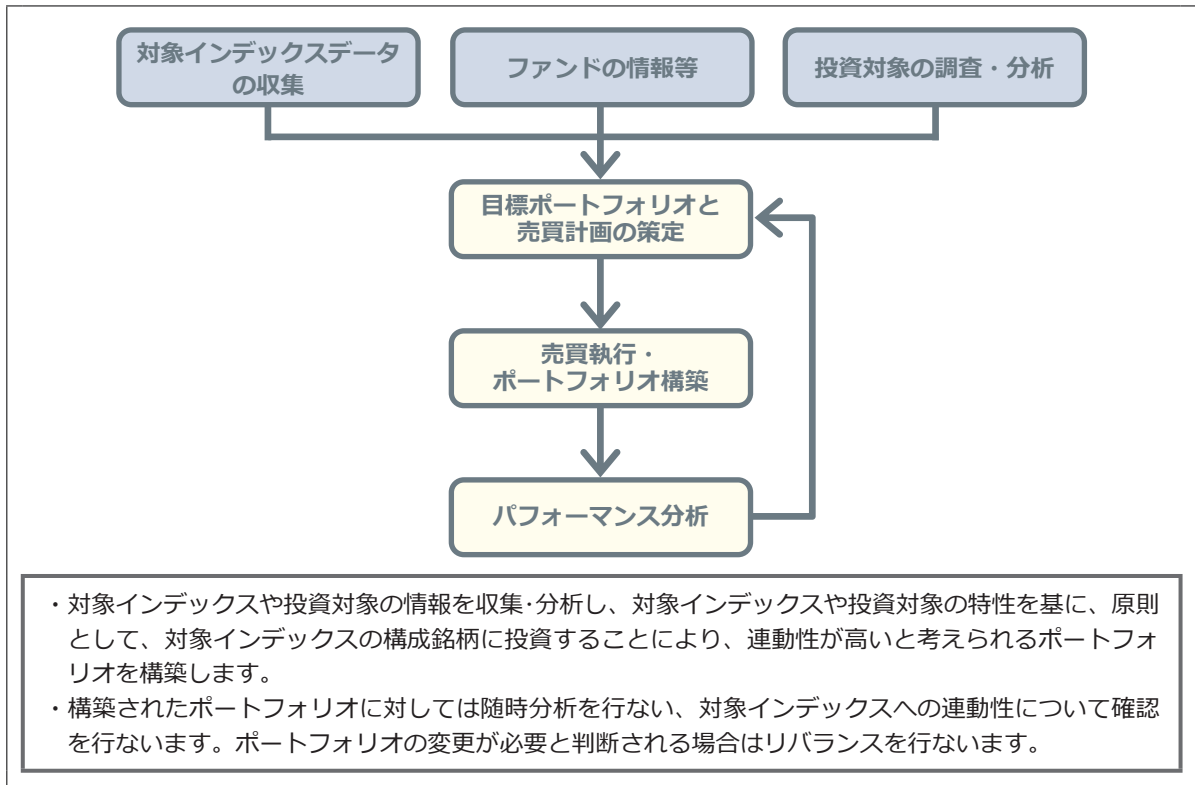 対象インデックスデータ
の収集
ファンドの情報等
投資対象の調査・分析
目標ポートフォリオと
売買計画の策定
売買執行・
ポートフォリオ構築
パフォーマンス分析
・対象インデックスや投資対象の情報を収集･分析し、対象インデックスや投資対象の特性を基に、原則
として、対象インデックスの構成銘柄に投資することにより、連動性が高いと考えられるポートフォ
リオを構築します。
・構築されたポートフォリオに対しては随時分析を行ない、対象インデックスへの連動性について確認
を行ないます。ポートフォリオの変更が必要と判断される場合はリバランスを行ないます。